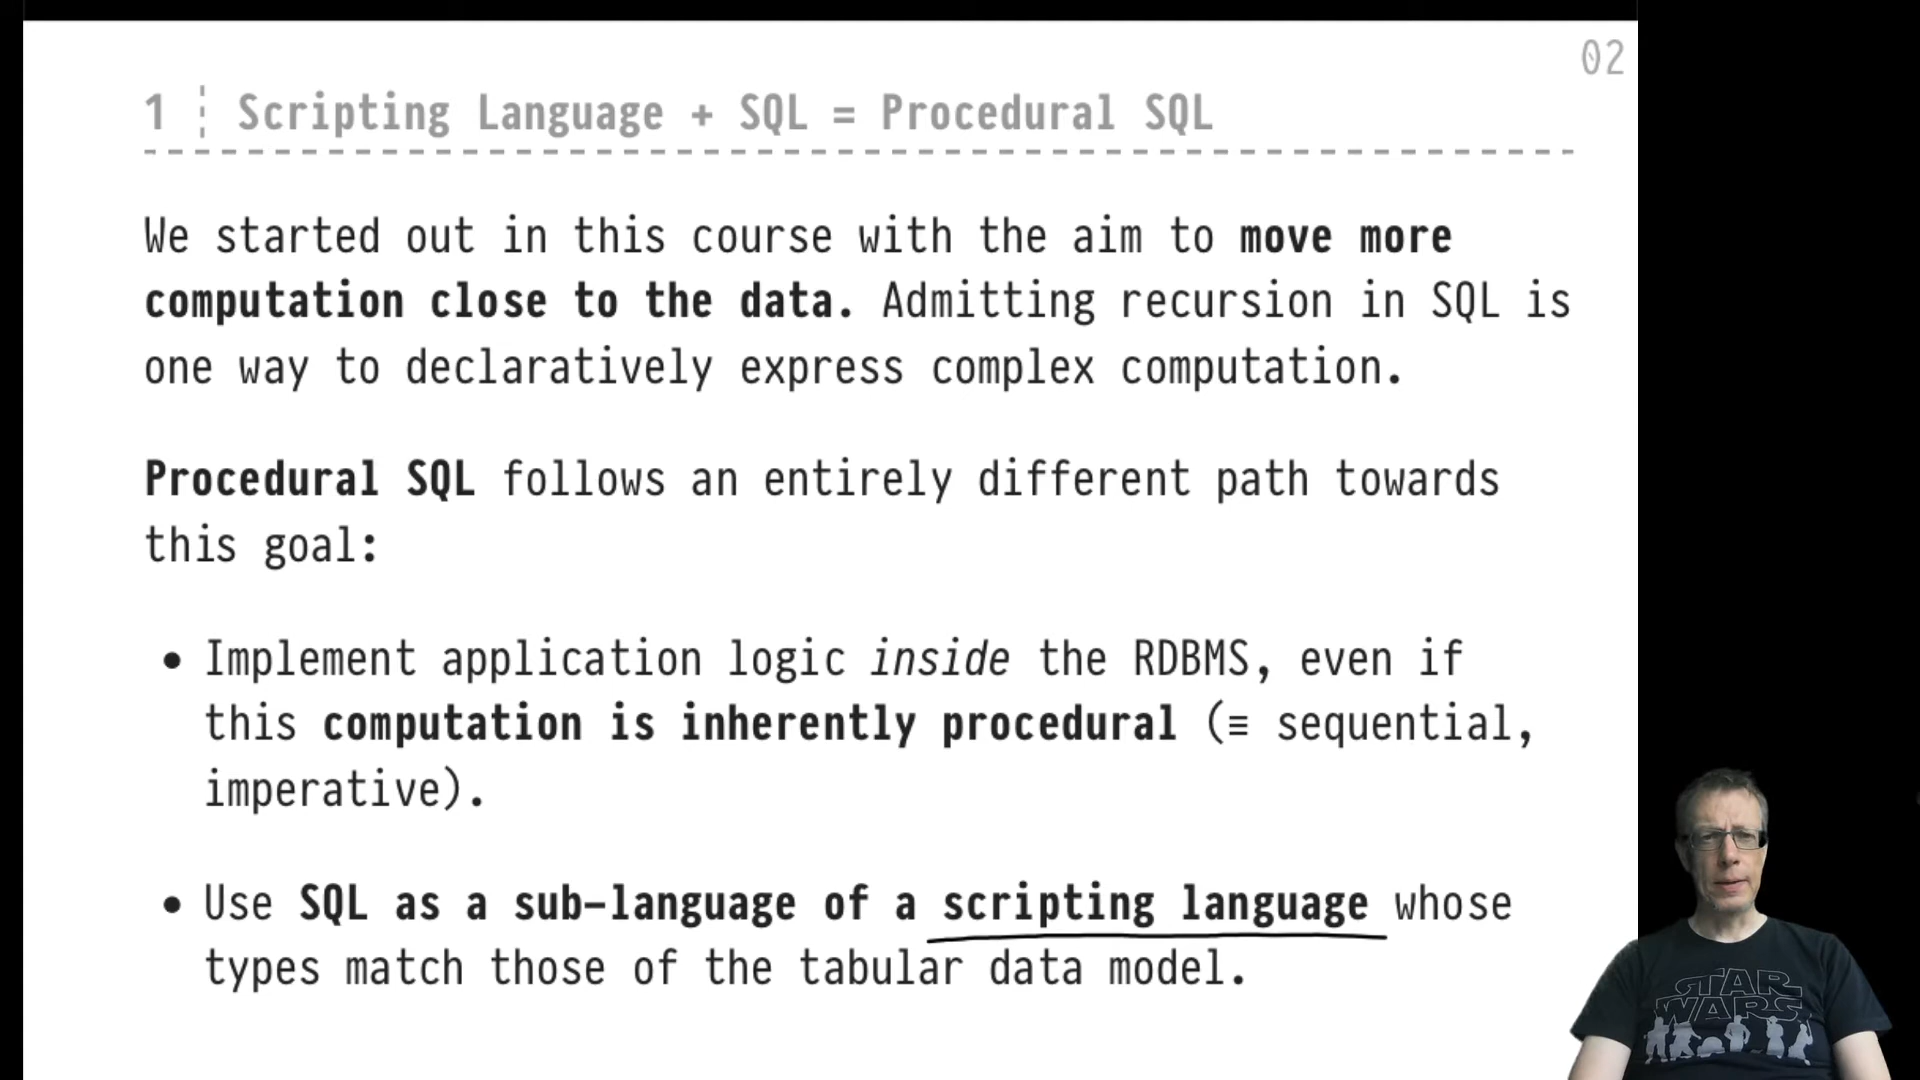 02
1 ┆ Scripting Language + SQL = Procedural SQL
We started out in this course with the aim to move more
computation close to the data. Admitting recursion in SQL is
one way to declaratively express complex computation.
Procedural SQL follows an entirely different path towards
this goal:
• Implement application logic inside the RDBMS, even if
this computation is inherently procedural (≡ sequential,
imperative).
• Use SQL as a sub–language of a scripting language whose
types match those of the tabular data model.
STAR
WARS